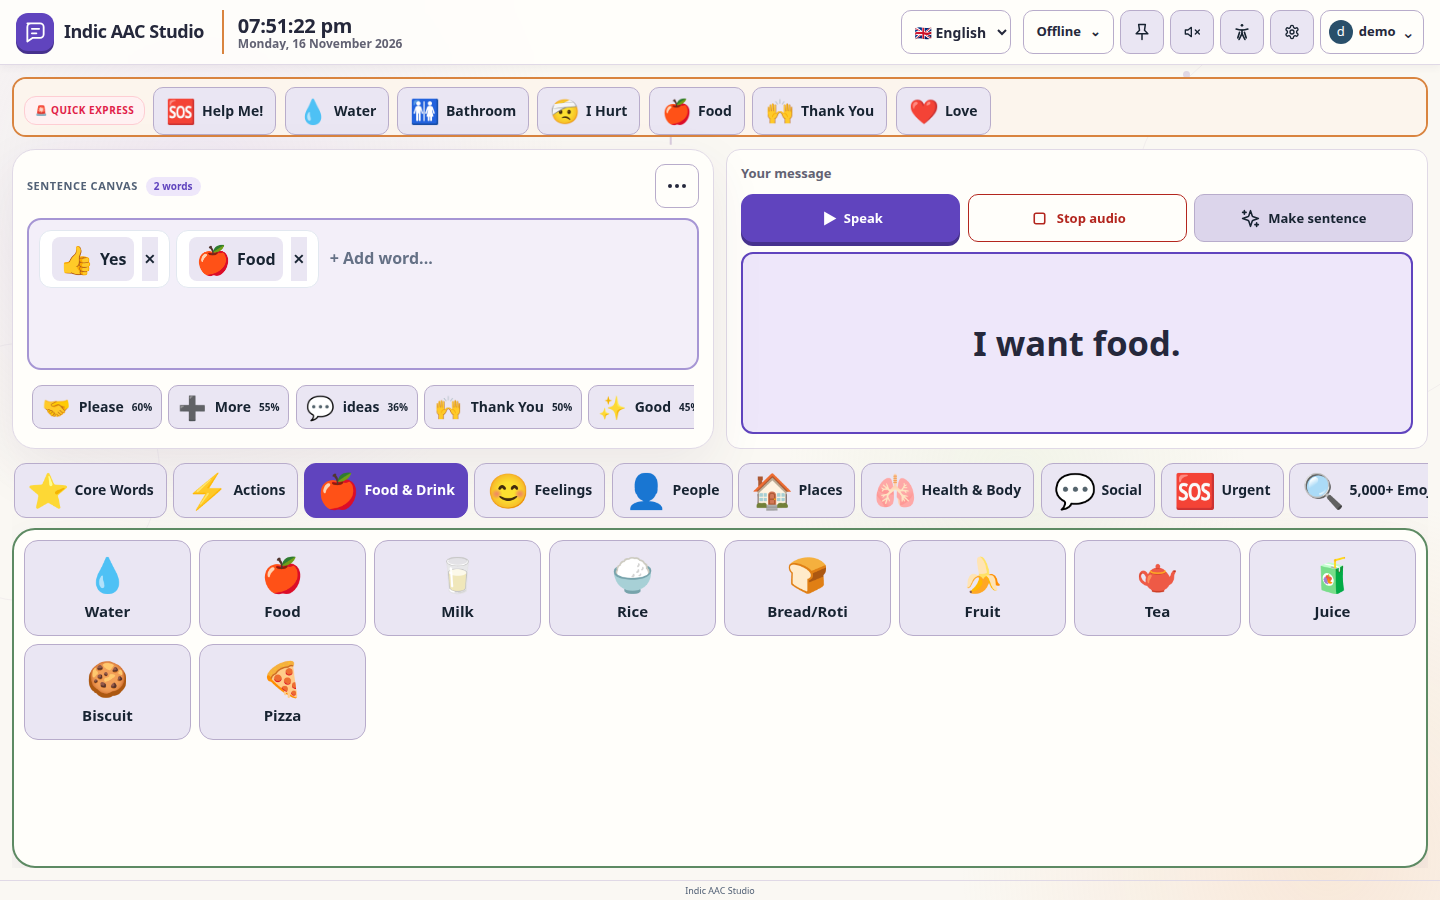 Indic AAC Studio
07:51:22 pm
Monday, 16 November 2026
English
Offline
d demo
QUICK EXPRESS
SOS Help Me!
Water
Bathroom
I Hurt
Food
Thank You
Love
SENTENCE CANVAS
2 words
Your message
Speak
Stop audio
Make sentence
Yes ×
Food ×
+ Add word...
I want food.
Please 60%
More 55%
ideas 36%
Thank You 50%
Good
Core Words
Actions
Food & Drink
Feelings
People
Places
Health & Body
Social
SOS Urgent
5,000+
Water
Food
Milk
Rice
Bread/Roti
Fruit
Tea
Juice
Biscuit
Pizza
Indic AAC Studio